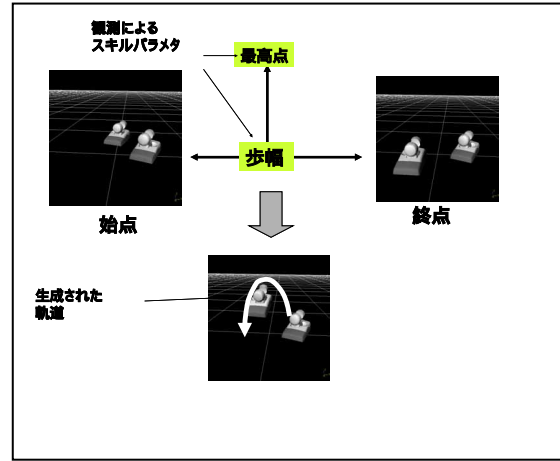 観測による
スキルパラメタ
最高点
歩幅
始点
終点
生成された
軌道